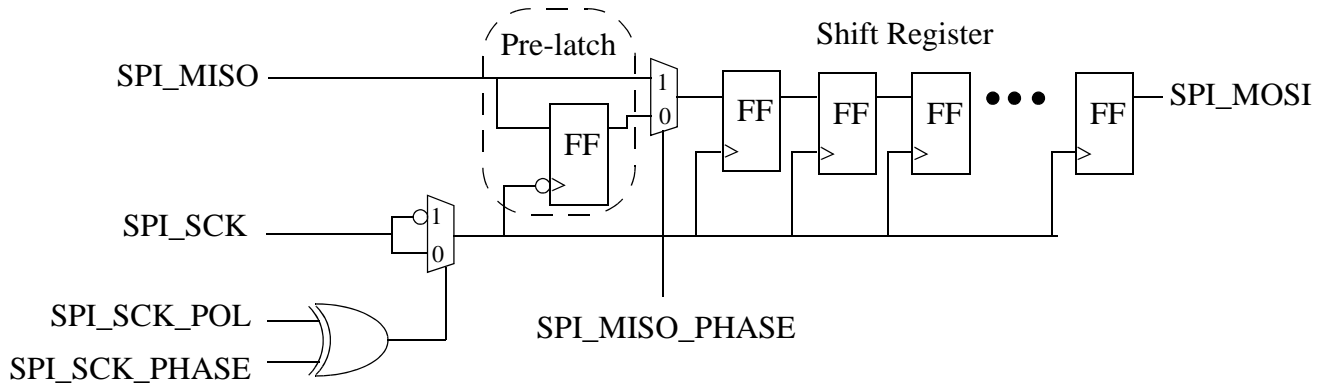 Pre-latch
Shift Register
SPI_MISO
1
0
FF
FF
FF
FF
FF
SPI_MOSI
SPI_SCK
1
0
SPI_SCK_POL
SPI_SCK_PHASE
SPI_MISO_PHASE